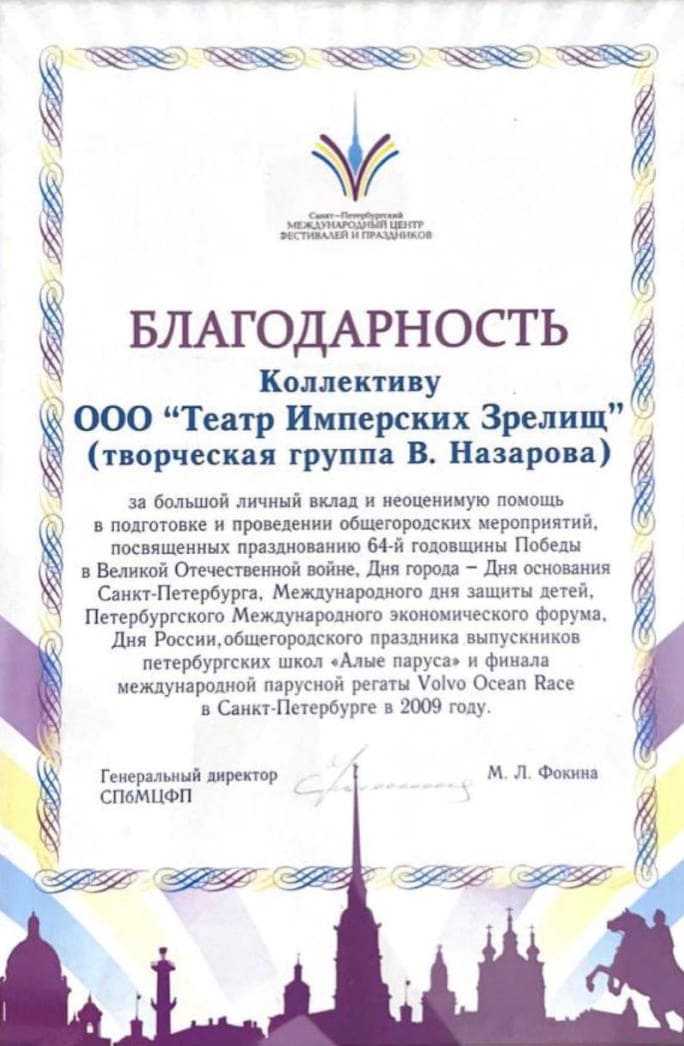 Санкт-Петербургский
МЕЖДУНАРОДНЫЙ ЦЕНТР
ФЕСТИВАЛЕЙ И ПРАЗДНИКОВ
БЛАГОДАРНОСТЬ
Коллективу
ООО “Театр Имперских Зрелищ”
(творческая группа В. Назарова)
за большой личный вклад и неоценимую помощь
в подготовке и проведении общегородских мероприятий,
посвященных празднованию 64-й годовщины Победы
в Великой Отечественной войне, Дня города – Дня основания
Санкт-Петербурга, Международного дня защиты детей,
Петербургского Международного экономического форума,
Дня России,общегородского праздника выпускников
петербургских школ «Алые паруса» и финала
международной парусной регаты Volvo Ocean Race
в Санкт-Петербурге в 2009 году.
Генеральный директор
СПбМЦФП
М. Л. Фокина